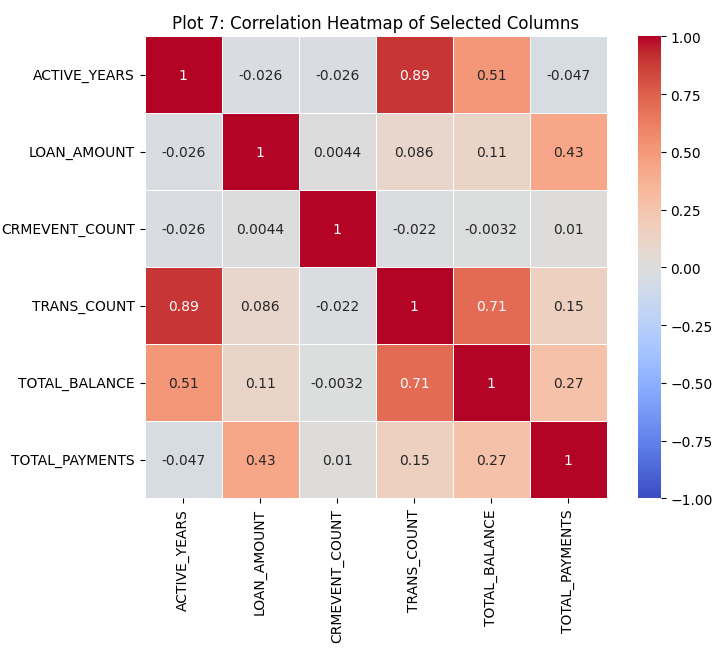 Plot 7: Correlation Heatmap of Selected Columns
ACTIVE_YEARS 1 -0.026 -0.026 0.89 0.51 -0.047
LOAN_AMOUNT -0.026 1 0.0044 0.086 0.11 0.43
CRMEVENT_COUNT -0.026 0.0044 1 -0.022 -0.0032 0.01
TRANS_COUNT 0.89 0.086 -0.022 1 0.71 0.15
TOTAL_BALANCE 0.51 0.11 -0.0032 0.71 1 0.27
TOTAL_PAYMENTS -0.047 0.43 0.01 0.15 0.27 1
ACTIVE_YEARS
LOAN_AMOUNT
CRMEVENT_COUNT
TRANS_COUNT
TOTAL_BALANCE
TOTAL_PAYMENTS
1.00
0.75
0.50
0.25
0.00
−0.25
−0.50
−0.75
−1.00